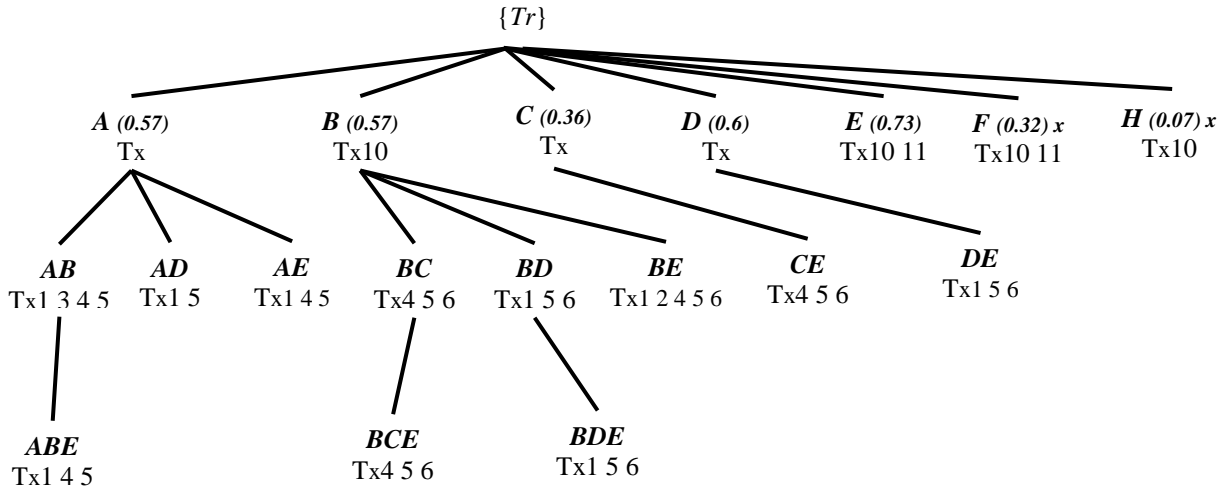 {Tr}
A (0.57)
Tx
B (0.57)
Tx10
C (0.36)
Tx
D (0.6)
Tx
E (0.73)
Tx10 11
F (0.32) x
Tx10 11
H (0.07) x
Tx10
AB
Tx1 3 4 5
AD
Tx1 5
AE
Tx1 4 5
BC
Tx4 5 6
BD
Tx1 5 6
BE
Tx1 2 4 5 6
CE
Tx4 5 6
DE
Tx1 5 6
ABE
Tx1 4 5
BCE
Tx4 5 6
BDE
Tx1 5 6